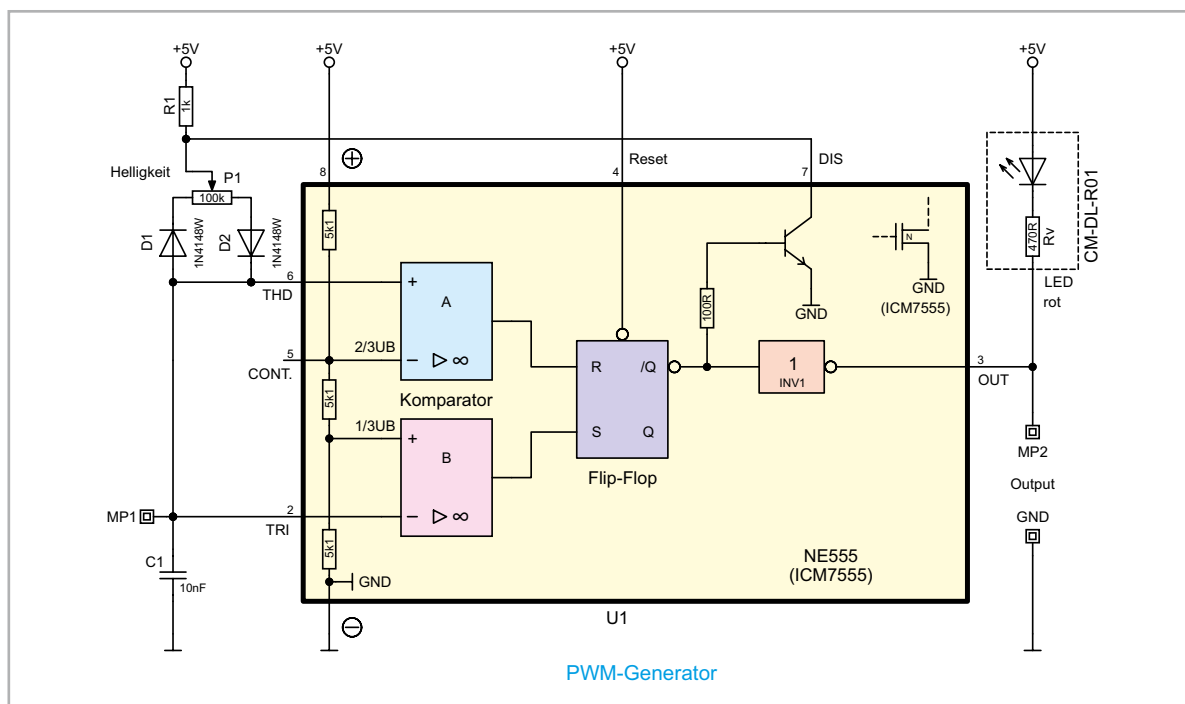 +5V
+5V
+5V
+5V
R1
1k
Helligkeit
P1
100k
D1
1N4148W
D2
1N4148W
8
Reset
4
DIS
7
5k1
6
THD
+
A
2/3UB
−
▷ ∞
5
CONT.
Komparator
5k1
1/3UB
+
B
−
▷ ∞
MP1
2
TRI
5k1
GND
C1
10nF
R
/Q
S
Q
Flip-Flop
100R
GND
N
GND
(ICM7555)
1
INV1
3
OUT
470R
Rv
CM-DL-R01
LED
rot
MP2
Output
GND
NE555
(ICM7555)
U1
PWM-Generator